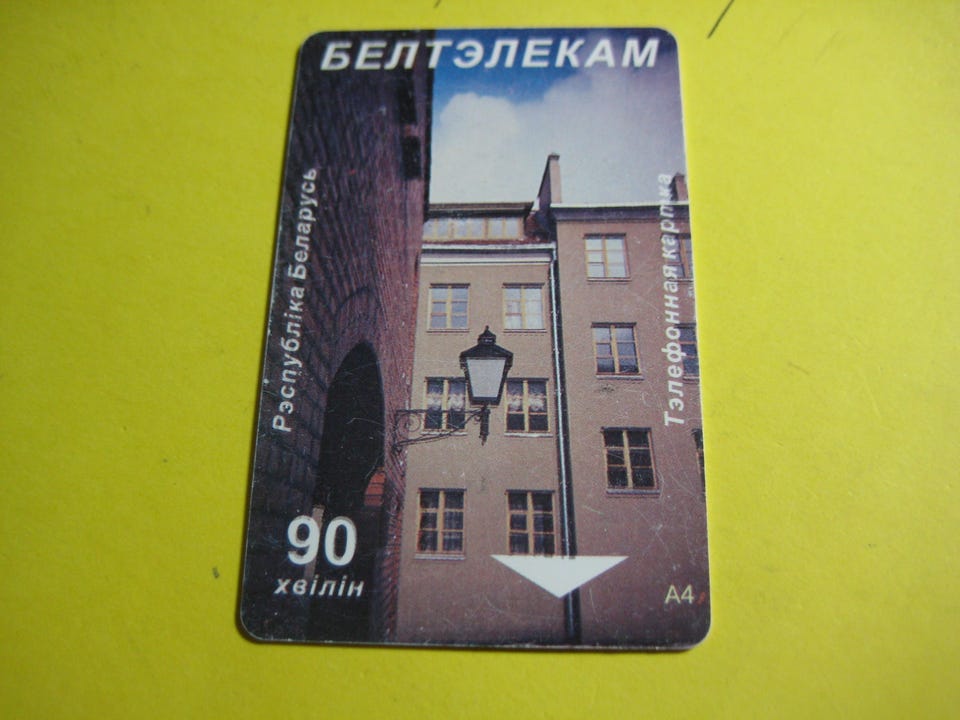 БЕЛТЭЛЕКАМ
Рэспубліка Беларусь
Тэлефонная картка
90
хвілін
A4